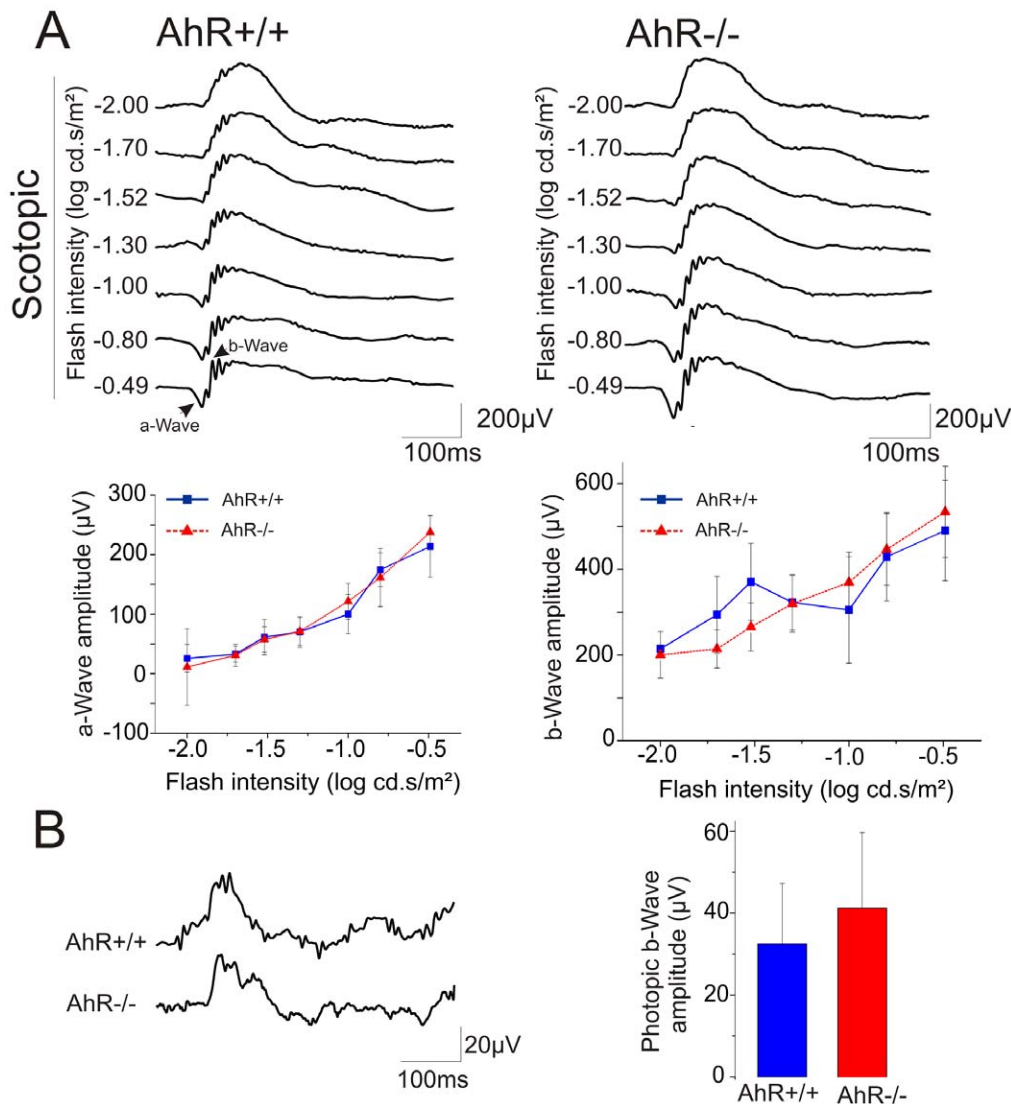 A
AhR+/+
AhR-/-
Scotopic
Flash intensity (log cd.s/m²)
-2.00
-1.70
-1.52
-1.30
-1.00
-0.80
-0.49
b-Wave
a-Wave
200µV
100ms
Flash intensity (log cd.s/m²)
-2.00
-1.70
-1.52
-1.30
-1.00
-0.80
-0.49
200µV
100ms
a-Wave amplitude (µV)
300
200
100
0
-100
AhR+/+
AhR-/-
-2.0 -1.5 -1.0 -0.5
Flash intensity (log cd.s/m²)
b-Wave amplitude (µV)
600
400
200
0
AhR+/+
AhR-/-
-2.0 -1.5 -1.0 -0.5
Flash intensity (log cd.s/m²)
B
AhR+/+
AhR-/-
20µV
100ms
Photopic b-Wave
amplitude (µV)
60
40
20
0
AhR+/+ AhR-/-